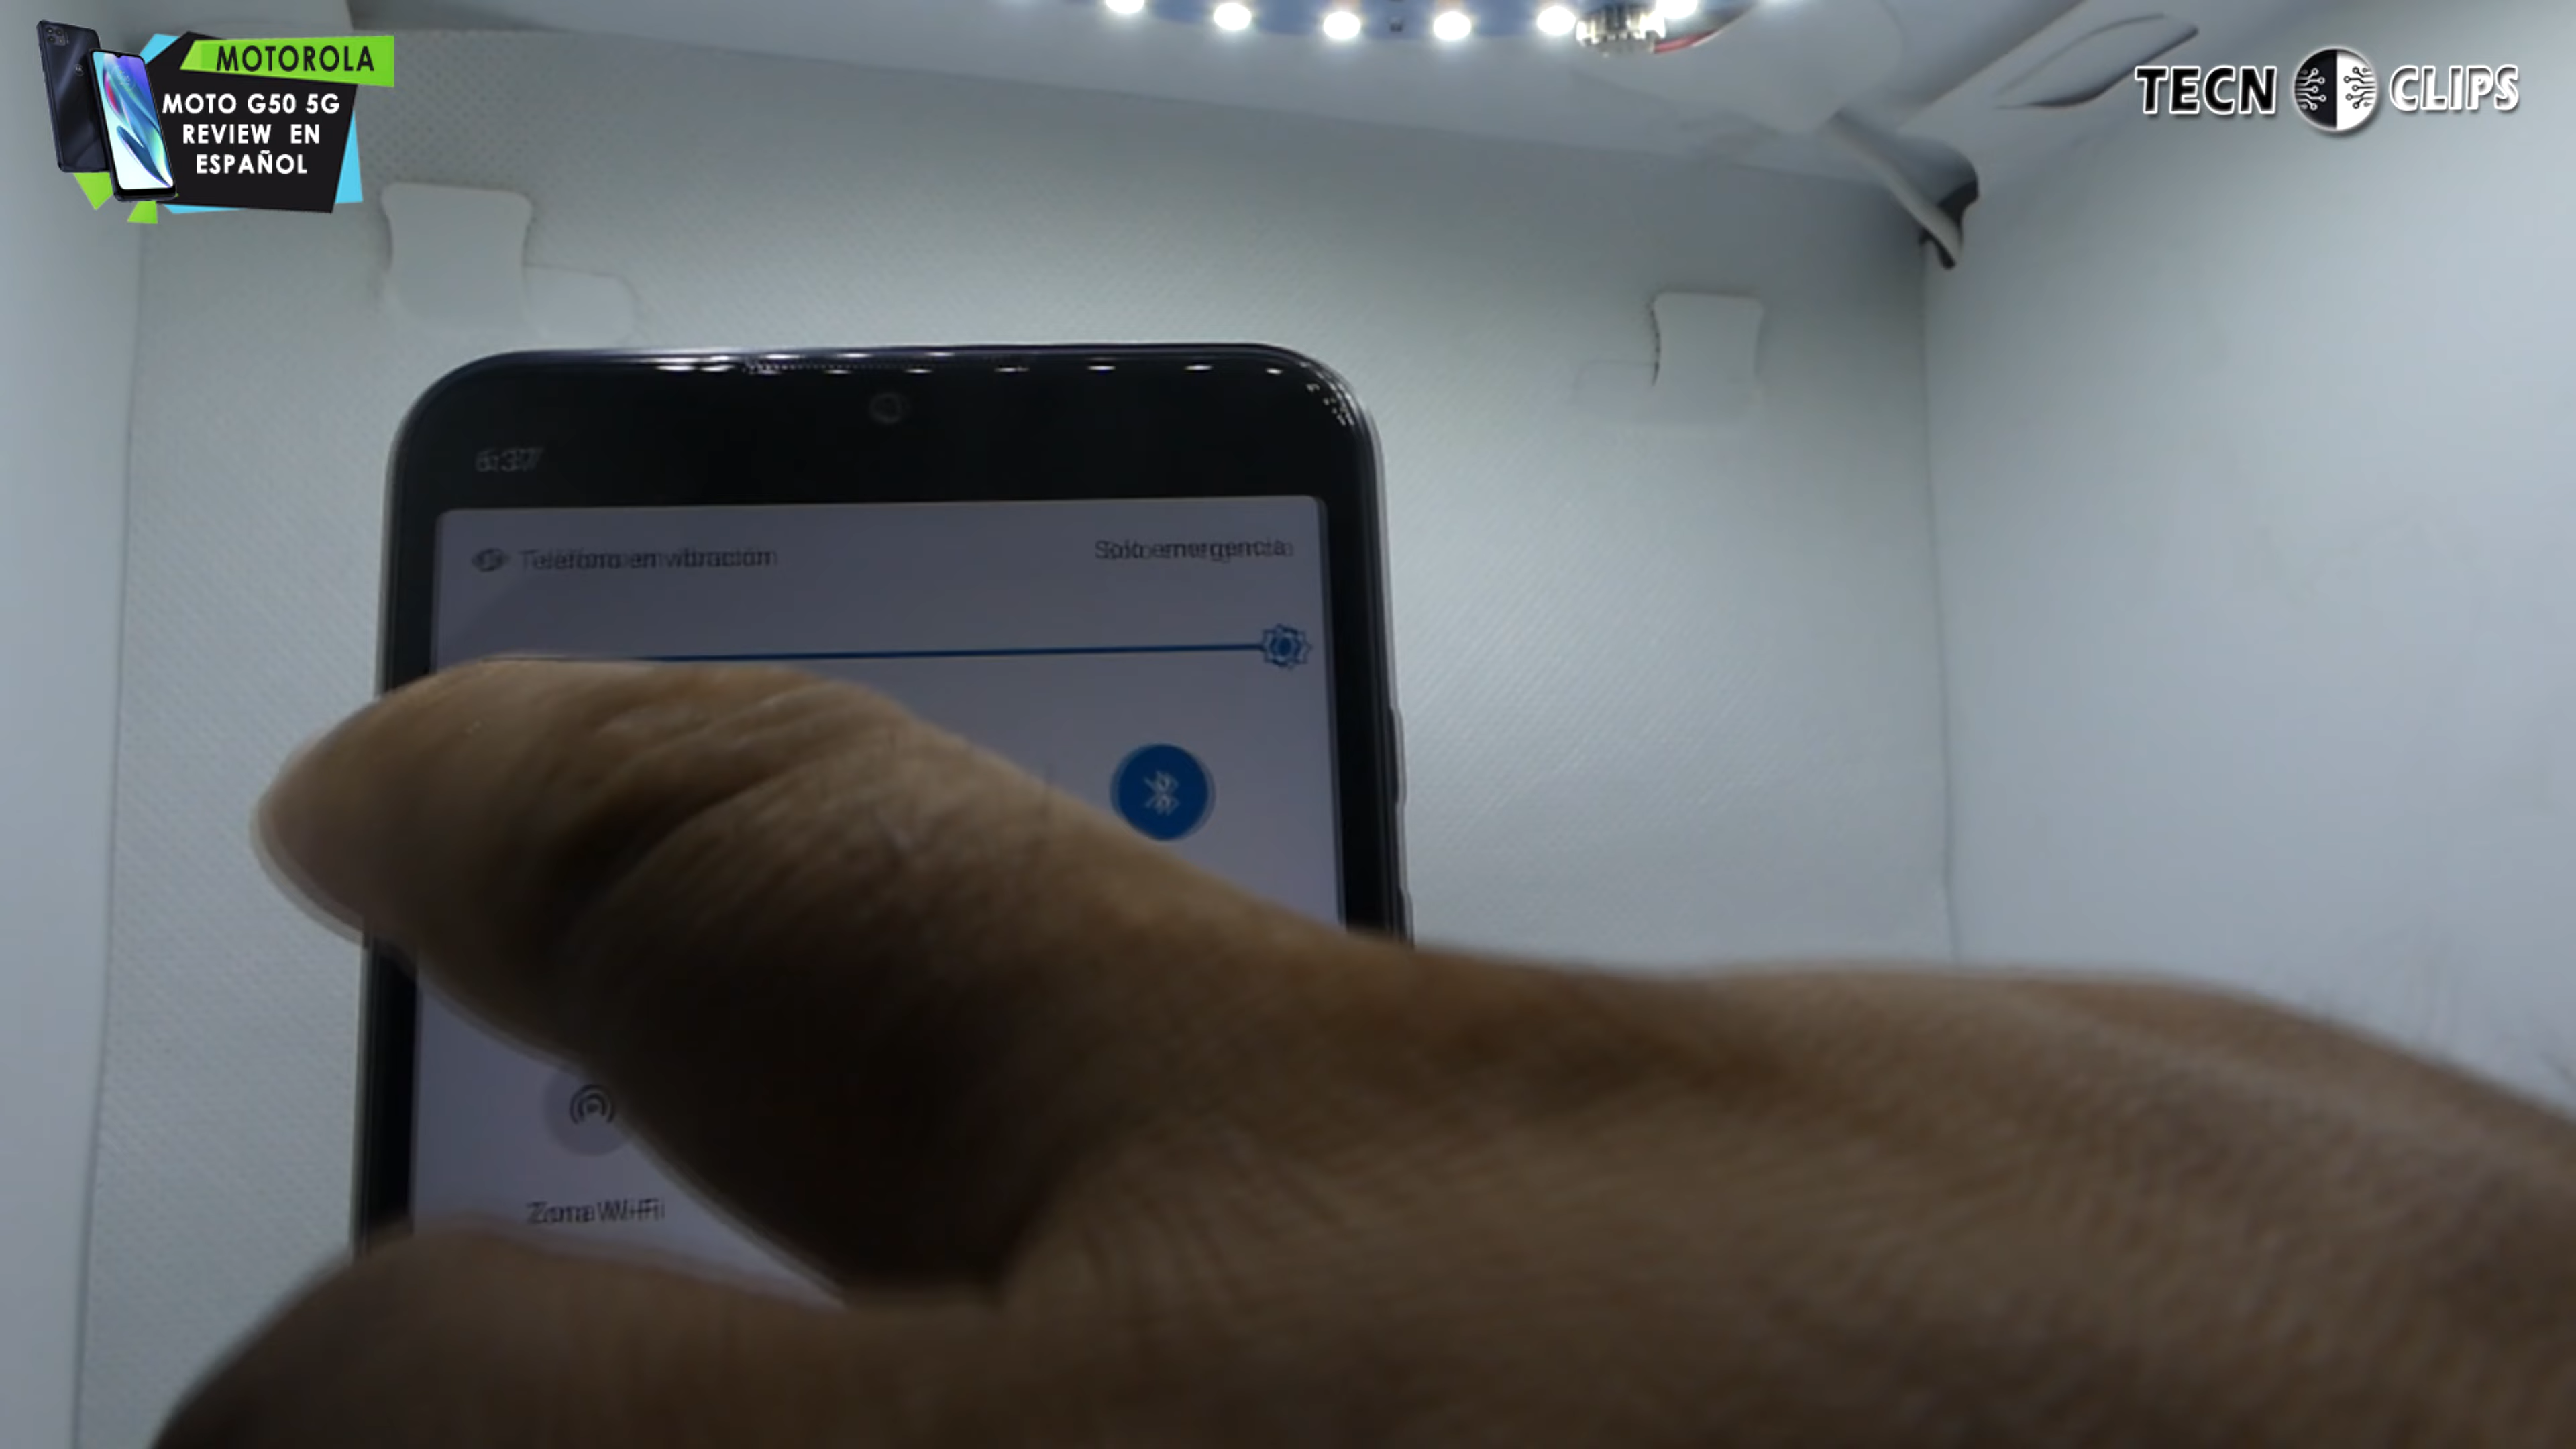 MOTOROLA
MOTO G50 5G
REVIEW EN
ESPAÑOL
TECN CLIPS
6:37
Teléfono en vibración
Solo emergencia
Zona Wi-Fi